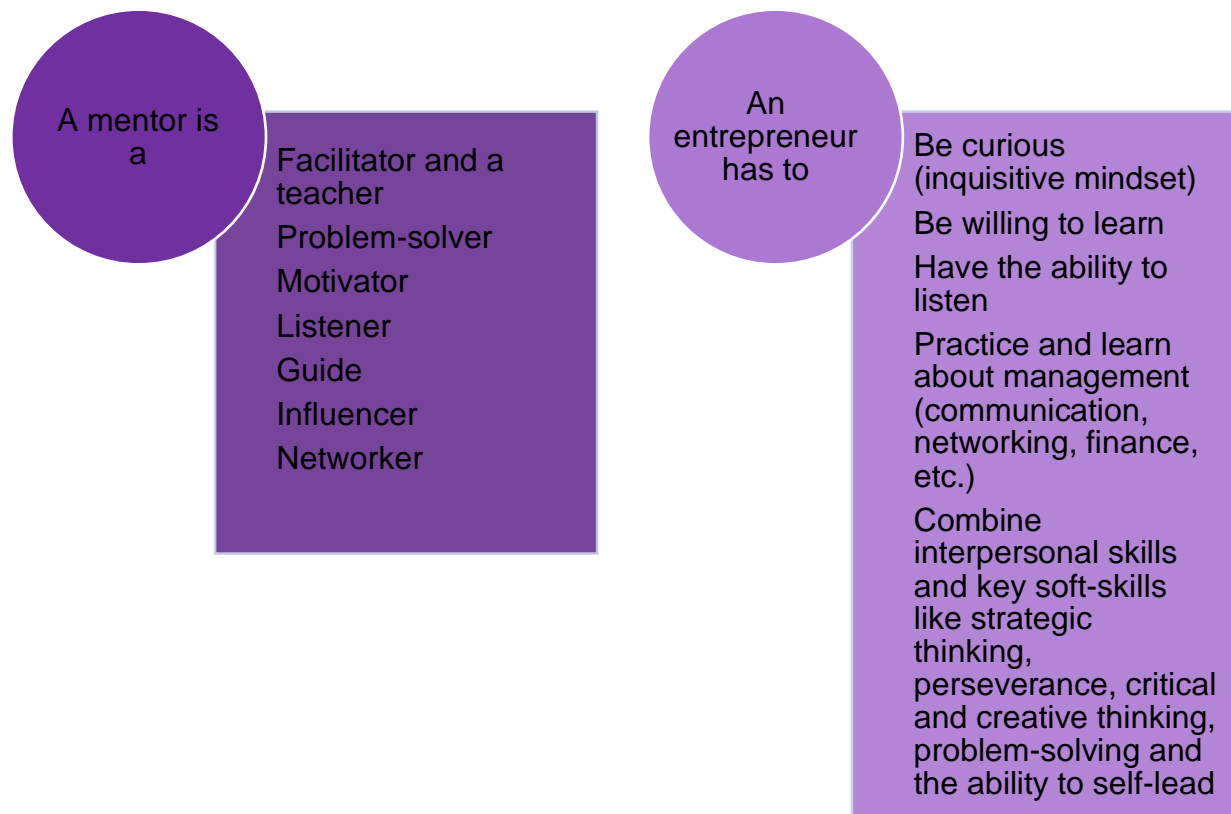 A mentor is
a
Facilitator and a
teacher
Problem-solver
Motivator
Listener
Guide
Influencer
Networker
An
entrepreneur
has to
Be curious
(inquisitive mindset)
Be willing to learn
Have the ability to
listen
Practice and learn
about management
(communication,
networking, finance,
etc.)
Combine
interpersonal skills
and key soft-skills
like strategic
thinking,
perseverance, critical
and creative thinking,
problem-solving and
the ability to self-lead